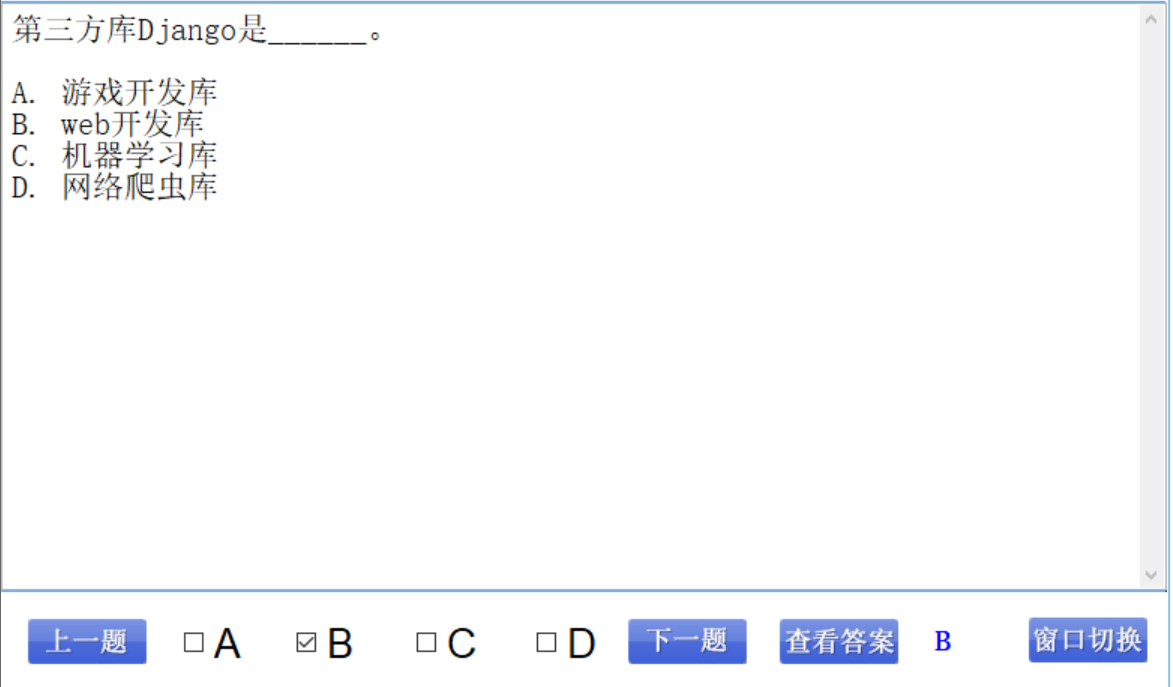 第三方库Django是______。
A. 游戏开发库
B. web开发库
C. 机器学习库
D. 网络爬虫库
上一题 A B C D 下一题 查看答案 B 窗口切换